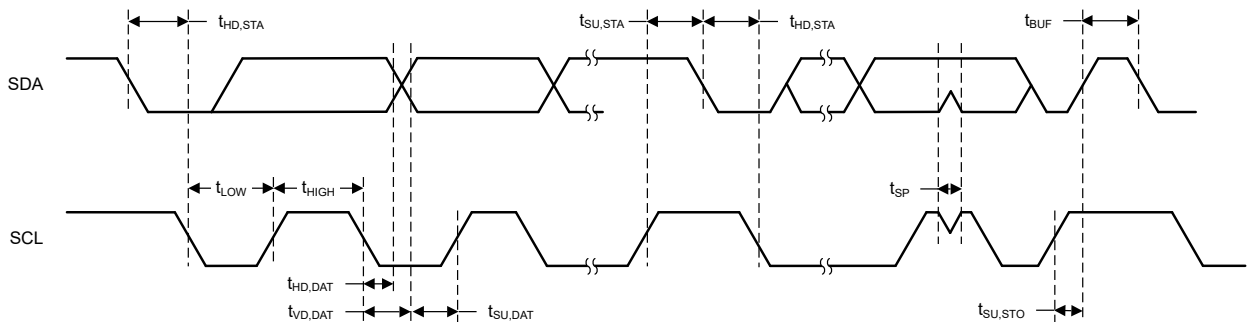 tHD,STA
tSU,STA
tHD,STA
tBUF
SDA
tLOW
tHIGH
tSP
SCL
tHD,DAT
tVD,DAT
tSU,DAT
tSU,STO